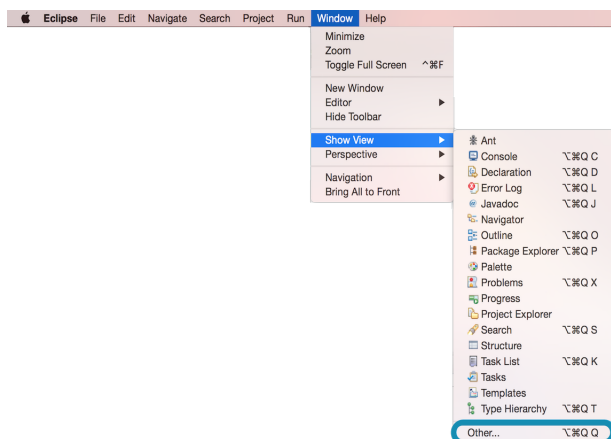 Eclipse File Edit Navigate Search Project Run Window Help
Minimize
Zoom
Toggle Full Screen ^⌘F
New Window
Editor
Hide Toolbar
Show View
Perspective
Navigation
Bring All to Front
Ant
Console ⌥⌘Q C
Declaration ⌥⌘Q D
Error Log ⌥⌘Q L
Javadoc ⌥⌘Q J
Navigator
Outline ⌥⌘Q O
Package Explorer ⌥⌘Q P
Palette
Problems ⌥⌘Q X
Progress
Project Explorer
Search ⌥⌘Q S
Structure
Task List ⌥⌘Q K
Tasks
Templates
Type Hierarchy ⌥⌘Q T
Other... ⌥⌘Q Q